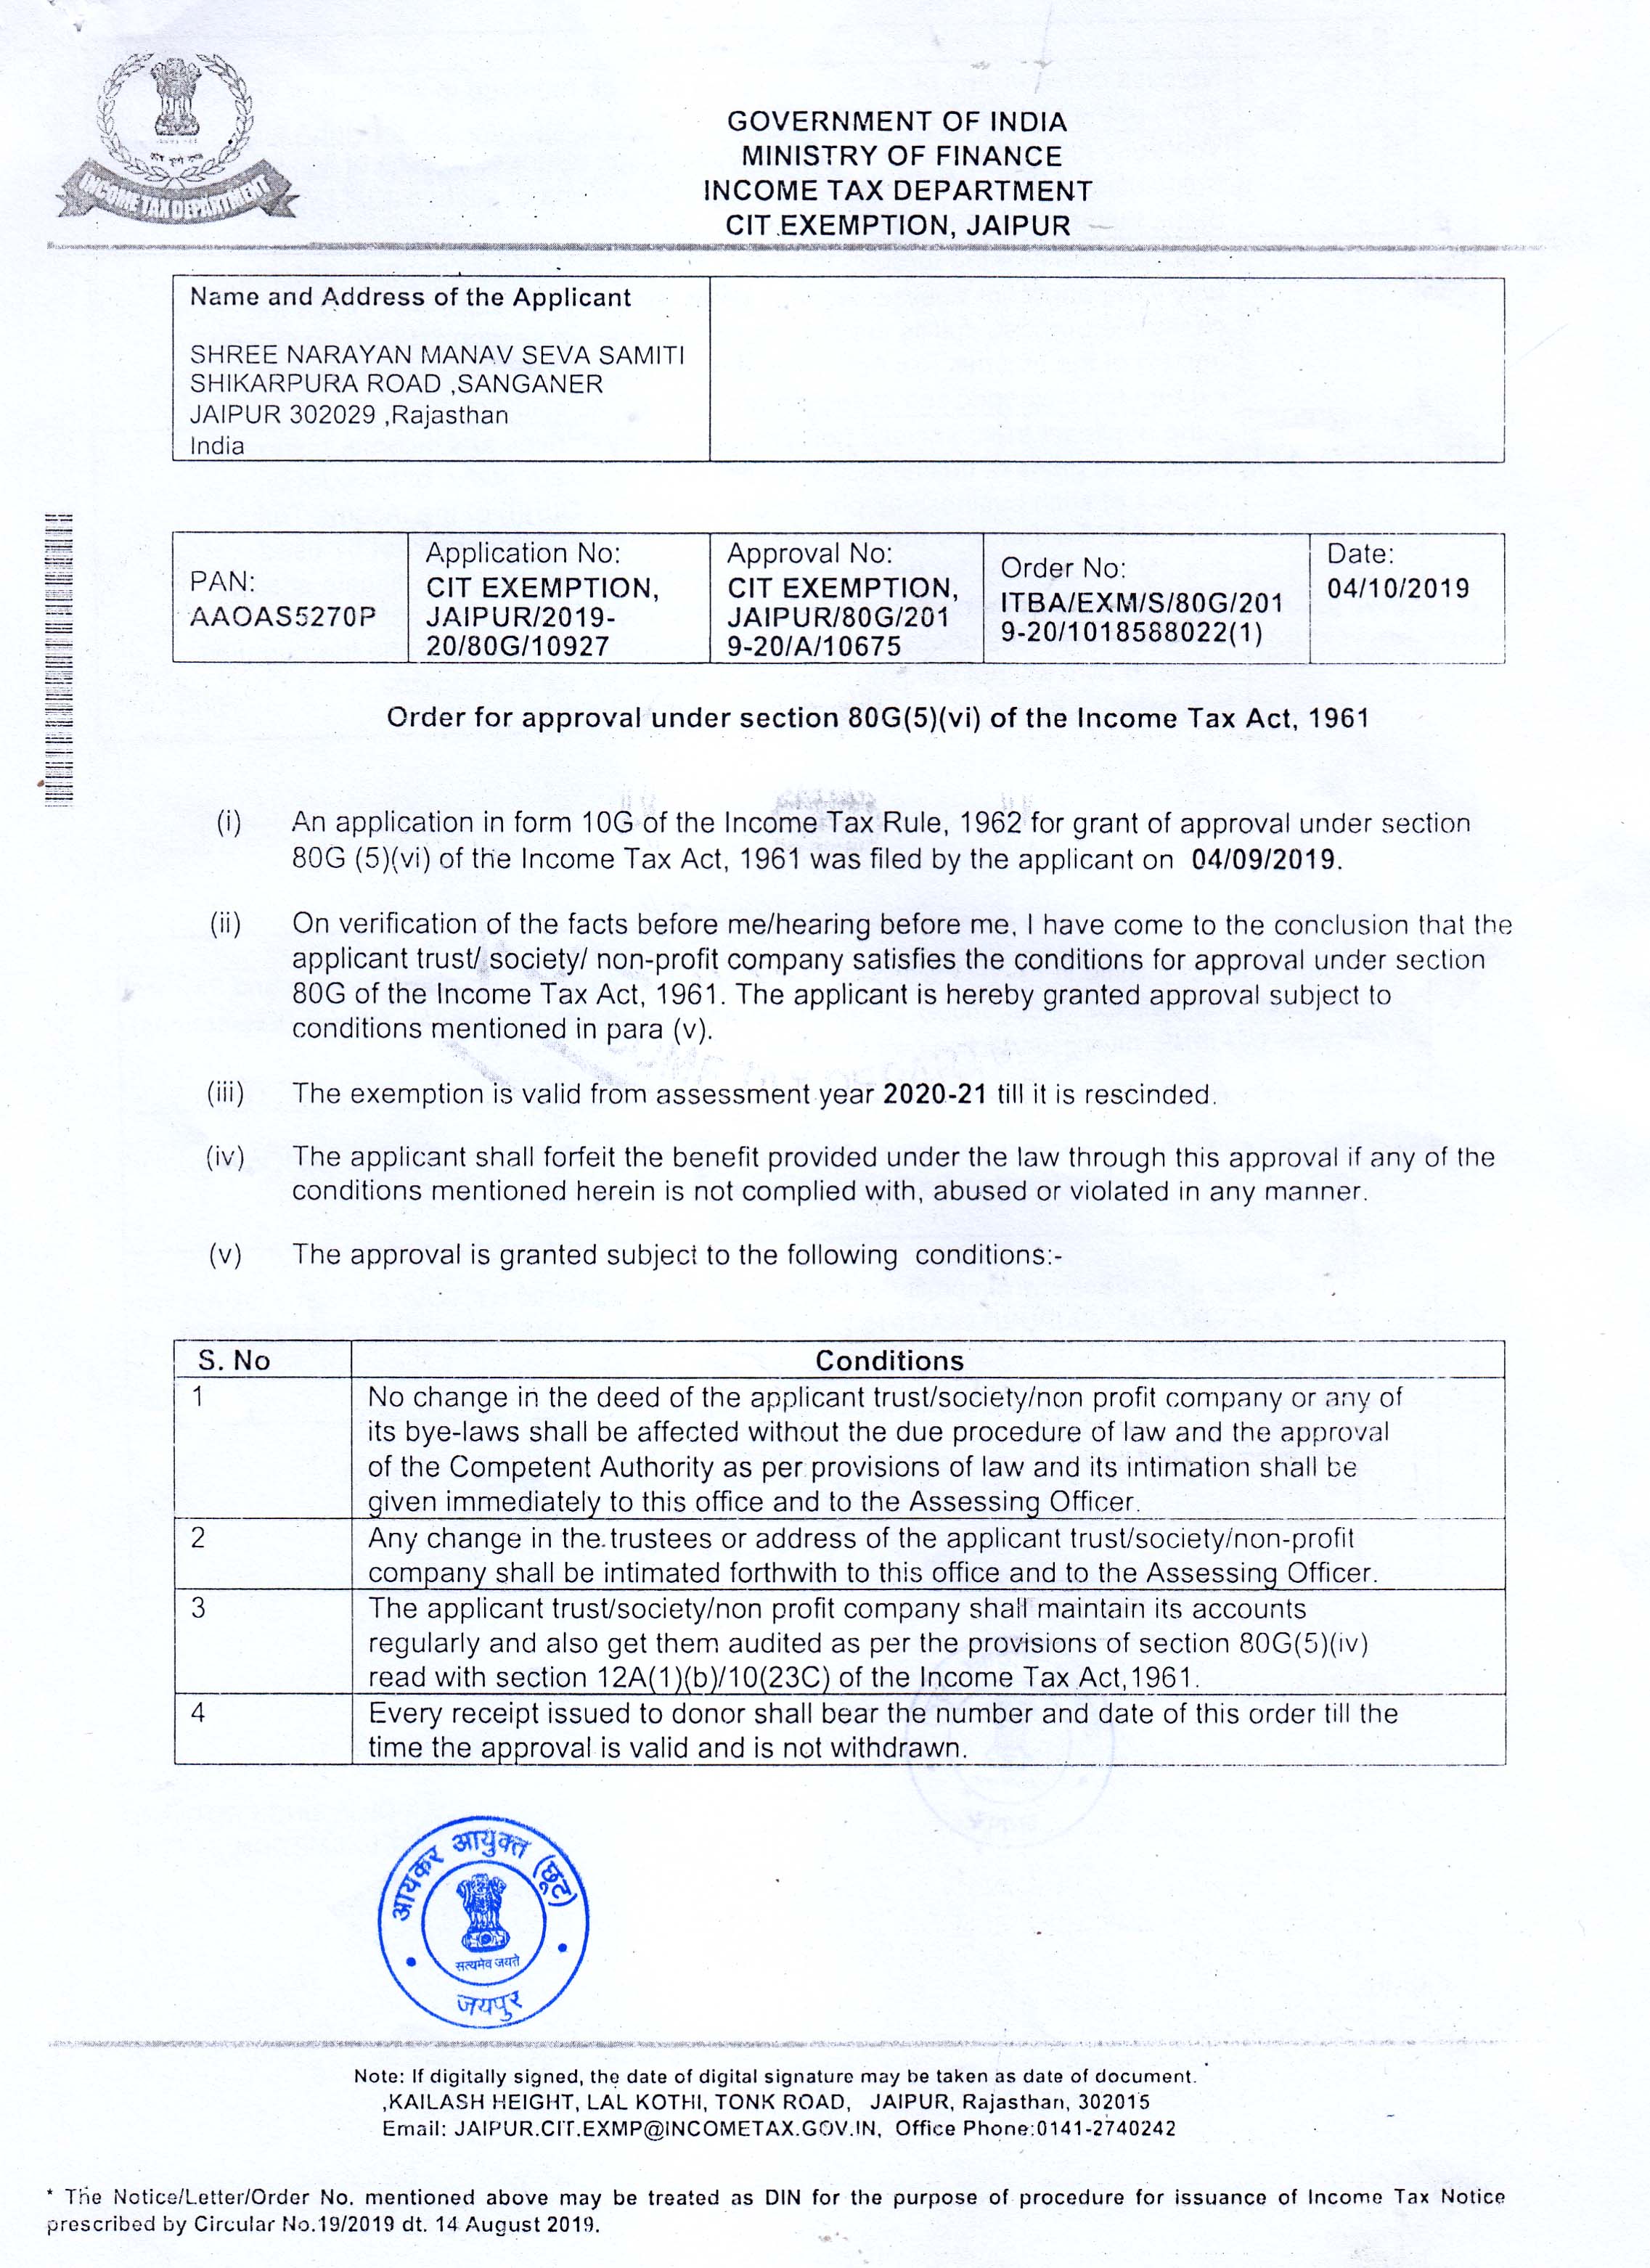 INCOME TAX DEPARTMENT
GOVERNMENT OF INDIA
MINISTRY OF FINANCE
INCOME TAX DEPARTMENT
CIT EXEMPTION, JAIPUR
Name and Address of the Applicant
SHREE NARAYAN MANAV SEVA SAMITI
SHIKARPURA ROAD ,SANGANER
JAIPUR 302029 ,Rajasthan
India
PAN:
AAOAS5270P
Application No:
CIT EXEMPTION,
JAIPUR/2019-
20/80G/10927
Approval No:
CIT EXEMPTION,
JAIPUR/80G/201
9-20/A/10675
Order No:
ITBA/EXM/S/80G/201
9-20/1018588022(1)
Date:
04/10/2019
Order for approval under section 80G(5)(vi) of the Income Tax Act, 1961
(i) An application in form 10G of the Income Tax Rule, 1962 for grant of approval under section
80G (5)(vi) of the Income Tax Act, 1961 was filed by the applicant on 04/09/2019.
(ii) On verification of the facts before me/hearing before me, I have come to the conclusion that the
applicant trust/ society/ non-profit company satisfies the conditions for approval under section
80G of the Income Tax Act, 1961. The applicant is hereby granted approval subject to
conditions mentioned in para (v).
(iii) The exemption is valid from assessment year 2020-21 till it is rescinded.
(iv) The applicant shall forfeit the benefit provided under the law through this approval if any of the
conditions mentioned herein is not complied with, abused or violated in any manner.
(v) The approval is granted subject to the following conditions:-
S. No Conditions
1 No change in the deed of the applicant trust/society/non profit company or any of
its bye-laws shall be affected without the due procedure of law and the approval
of the Competent Authority as per provisions of law and its intimation shall be
given immediately to this office and to the Assessing Officer.
2 Any change in the trustees or address of the applicant trust/society/non-profit
company shall be intimated forthwith to this office and to the Assessing Officer.
3 The applicant trust/society/non profit company shall maintain its accounts
regularly and also get them audited as per the provisions of section 80G(5)(iv)
read with section 12A(1)(b)/10(23C) of the Income Tax Act,1961.
4 Every receipt issued to donor shall bear the number and date of this order till the
time the approval is valid and is not withdrawn.
आयकर आयुक्त (छूट)
सत्यमेव जयते
जयपुर
Note: If digitally signed, the date of digital signature may be taken as date of document.
,KAILASH HEIGHT, LAL KOTHI, TONK ROAD, JAIPUR, Rajasthan, 302015
Email: JAIPUR.CIT.EXMP@INCOMETAX.GOV.IN, Office Phone:0141-2740242
* The Notice/Letter/Order No. mentioned above may be treated as DIN for the purpose of procedure for issuance of Income Tax Notice
prescribed by Circular No.19/2019 dt. 14 August 2019.